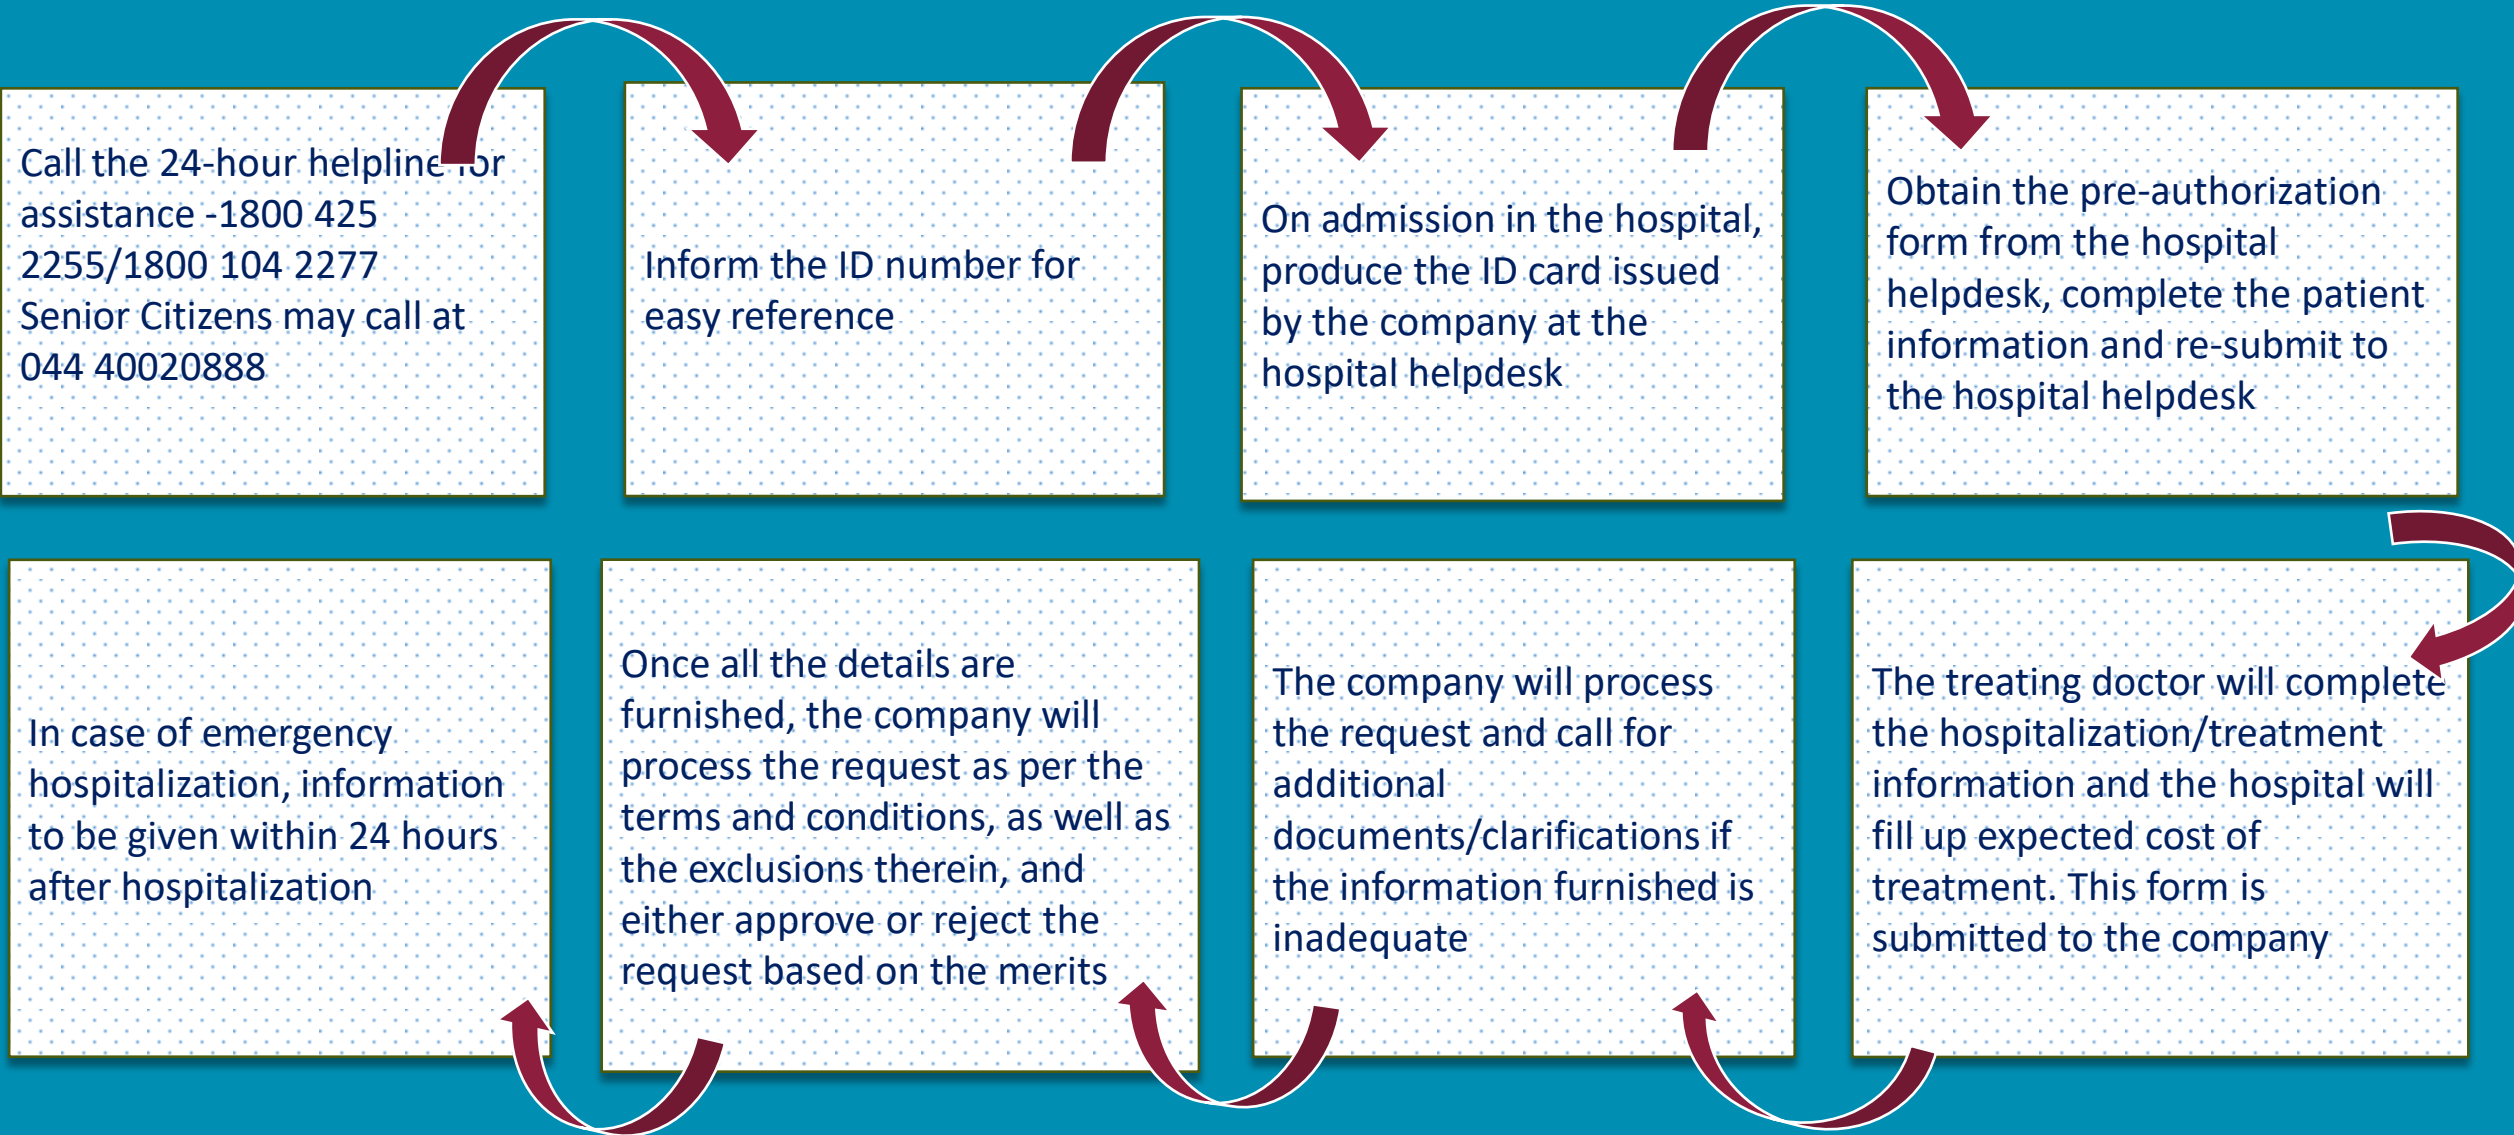 Call the 24-hour helpline for
assistance -1800 425
2255/1800 104 2277
Senior Citizens may call at
044 40020888
Inform the ID number for
easy reference
On admission in the hospital,
produce the ID card issued
by the company at the
hospital helpdesk
Obtain the pre-authorization
form from the hospital
helpdesk, complete the patient
information and re-submit to
the hospital helpdesk
The treating doctor will complete
the hospitalization/treatment
information and the hospital will
fill up expected cost of
treatment. This form is
submitted to the company
The company will process
the request and call for
additional
documents/clarifications if
the information furnished is
inadequate
Once all the details are
furnished, the company will
process the request as per the
terms and conditions, as well as
the exclusions therein, and
either approve or reject the
request based on the merits
In case of emergency
hospitalization, information
to be given within 24 hours
after hospitalization